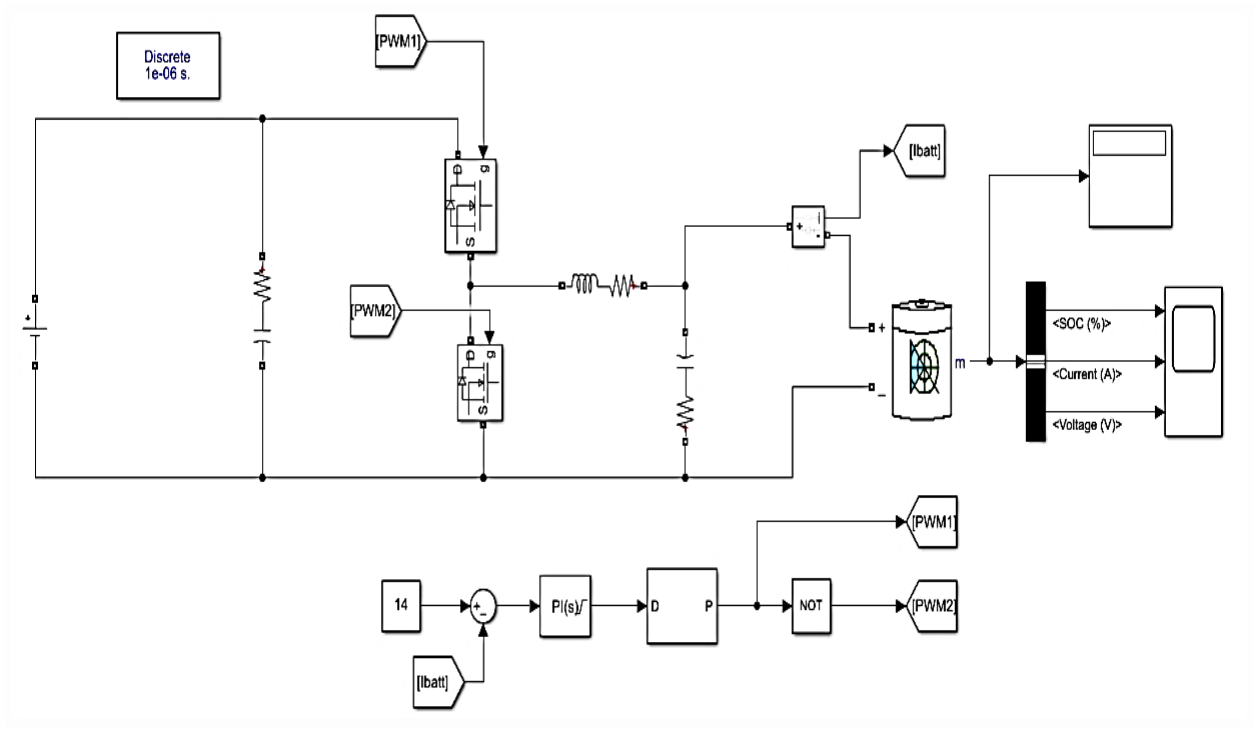 Discrete
1e-06 s.
[PWM1]
D
g
S
[PWM2]
D
g
S
+
+
[Ibatt]
+
−
m
<SOC (%)>
<Current (A)>
<Voltage (V)>
14
+
−
[Ibatt]
PI(s)
D
P
NOT
[PWM1]
[PWM2]